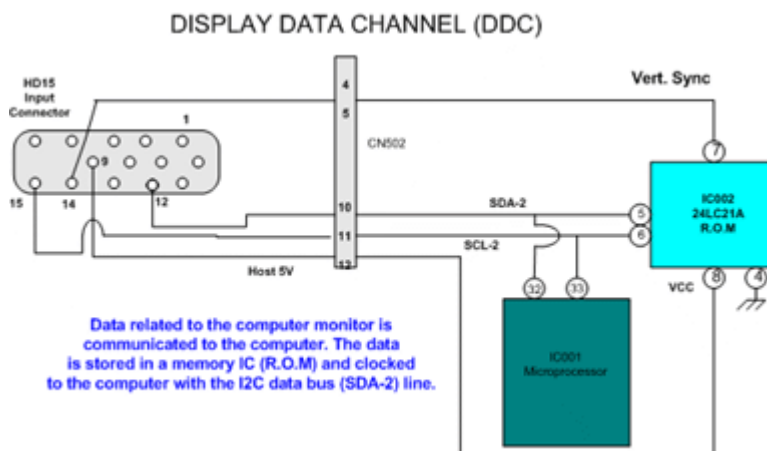 DISPLAY DATA CHANNEL (DDC)
HD15
Input
Connector
1
9
15
14
12
4
5
CN502
10
11
12
Vert. Sync
7
SDA-2
5
6
SCL-2
IC002
24LC21A
R.O.M
Host 5V
VCC
8
4
32
33
IC001
Microprocessor
Data related to the computer monitor is
communicated to the computer. The data
is stored in a memory IC (R.O.M) and clocked
to the computer with the I2C data bus (SDA-2) line.